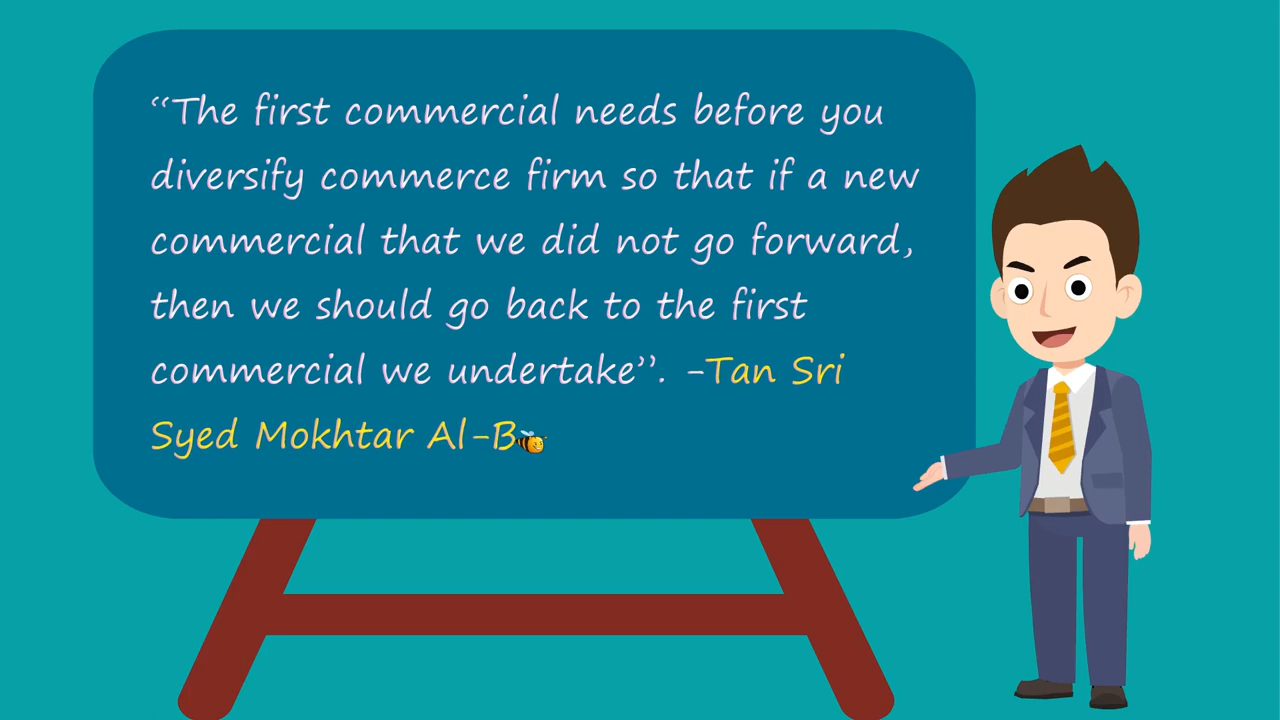 “The first commercial needs before you
diversify commerce firm so that if a new
commercial that we did not go forward,
then we should go back to the first
commercial we undertake”. -Tan Sri
Syed Mokhtar Al-B